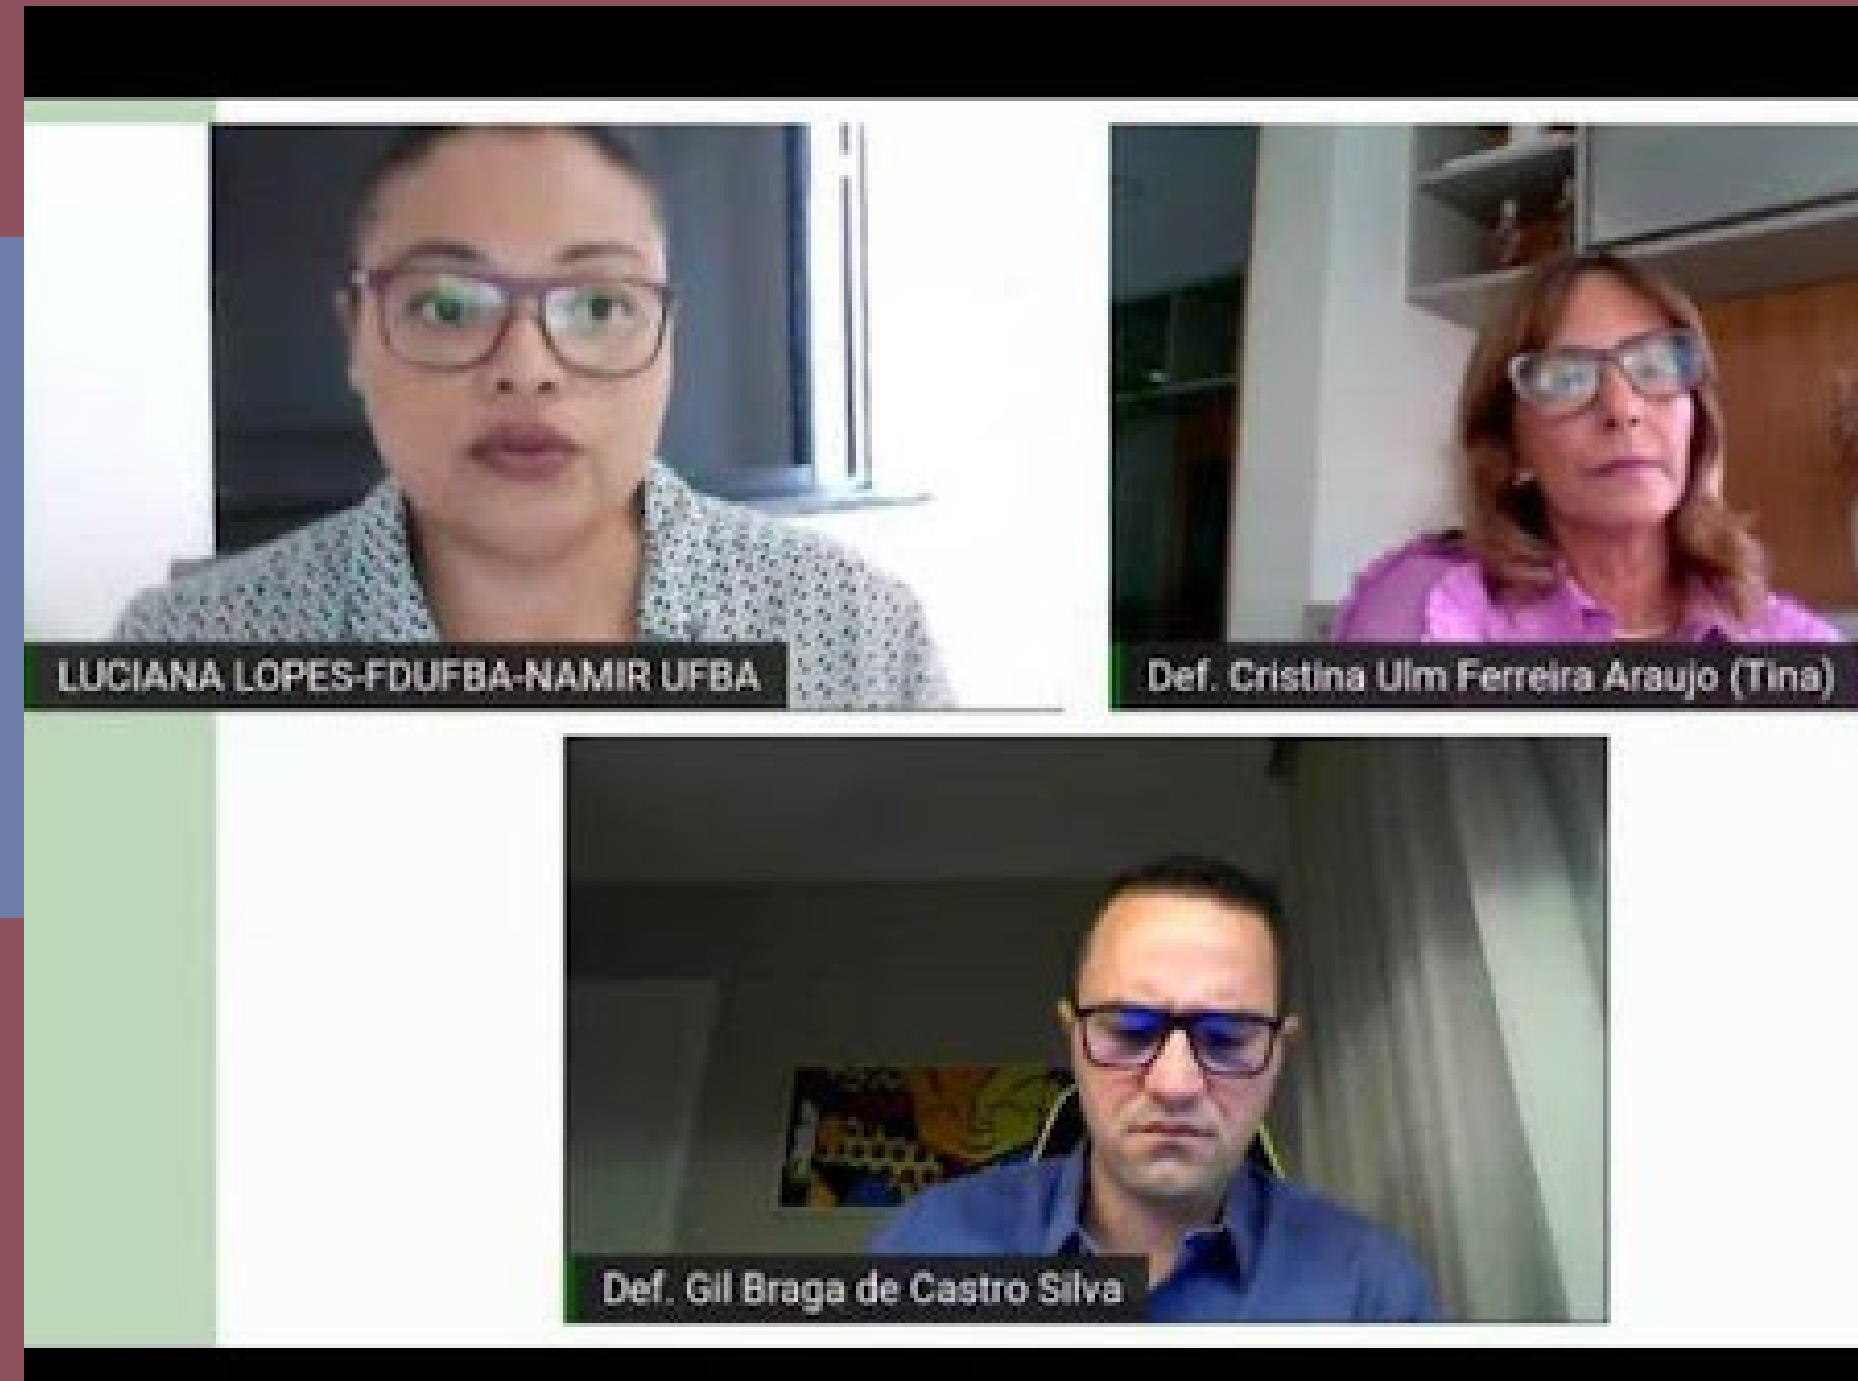 LUCIANA LOPES-FDUFBA-NAMIR UFBA
Def. Cristina Ulm Ferreira Araujo (Tina)
Def. Gil Braga de Castro Silva